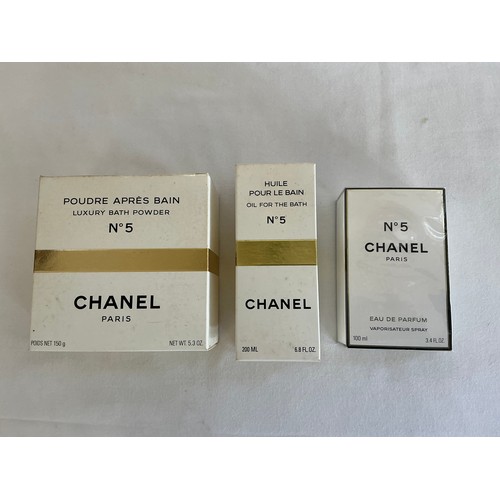 POUDRE APRÈS BAIN
LUXURY BATH POWDER
N°5
CHANEL
PARIS
POIDS NET 150 g
NET WT. 5.3 OZ.
HUILE
POUR LE BAIN
OIL FOR THE BATH
N°5
CHANEL
200 ML
6.8 FL.OZ.
N°5
CHANEL
PARIS
EAU DE PARFUM
VAPORISATEUR SPRAY
100 ml
3.4 FL.OZ